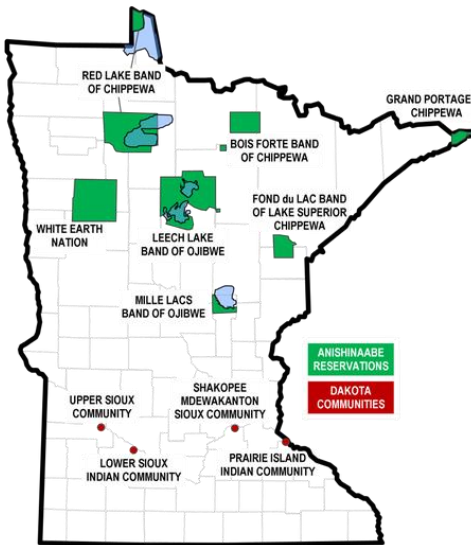 RED LAKE BAND
OF CHIPPEWA
GRAND PORTAGE
CHIPPEWA
BOIS FORTE BAND
OF CHIPPEWA
FOND du LAC BAND
OF LAKE SUPERIOR
CHIPPEWA
WHITE EARTH
NATION
LEECH LAKE
BAND OF OJIBWE
MILLE LACS
BAND OF OJIBWE
ANISHINAABE
RESERVATIONS
DAKOTA
COMMUNITIES
UPPER SIOUX
COMMUNITY
SHAKOPEE
MDEWAKANTON
SIOUX COMMUNITY
LOWER SIOUX
INDIAN COMMUNITY
PRAIRIE ISLAND
INDIAN COMMUNITY